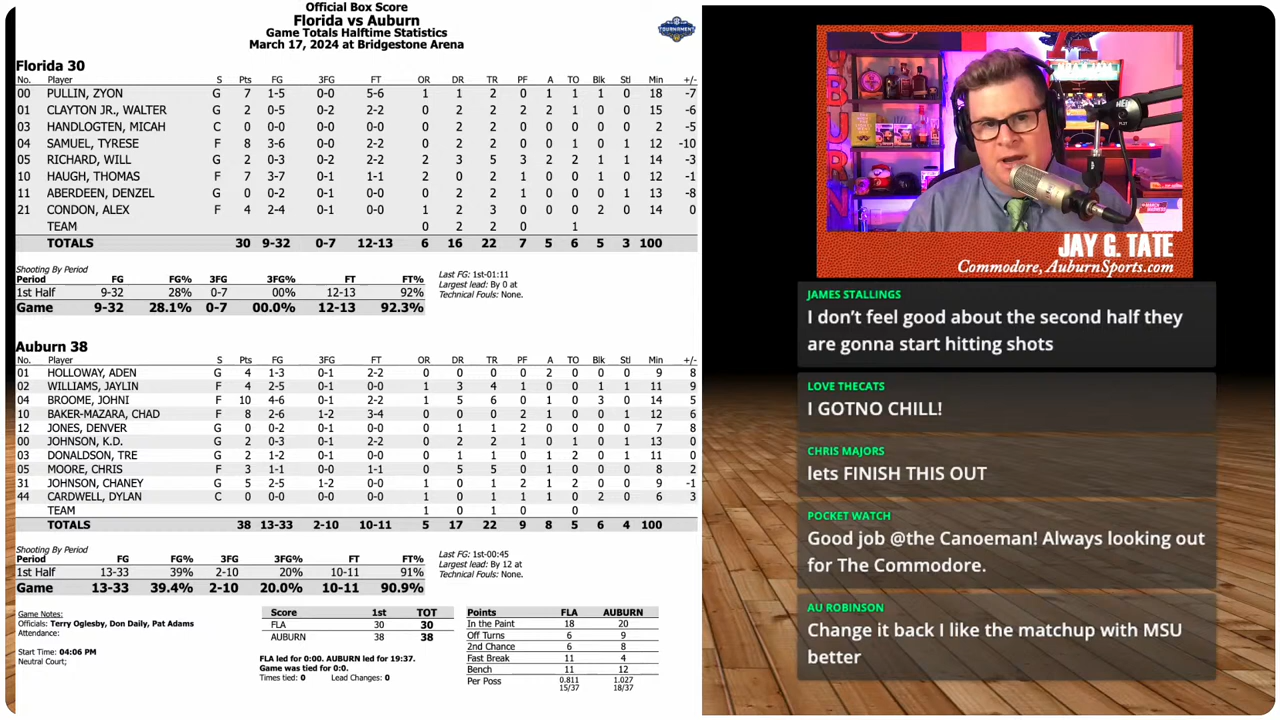 Official Box Score
Florida vs Auburn
Game Totals Halftime Statistics
March 17, 2024 at Bridgestone Arena
TOURNAMENT
Florida 30
No. Player S Pts FG 3FG FT OR DR TR PF A TO Blk Stl Min +/-
00 PULLIN, ZYON G 7 1-5 0-0 5-6 1 1 2 0 1 1 1 0 18 -7
01 CLAYTON JR., WALTER G 2 0-5 0-2 2-2 0 2 2 2 2 1 0 0 15 -6
03 HANDLOGTEN, MICAH C 0 0-0 0-0 0-0 0 2 2 0 0 0 0 0 2 -5
04 SAMUEL, TYRESE F 8 3-6 0-0 2-2 0 2 2 0 0 1 0 1 12 -10
05 RICHARD, WILL G 2 0-3 0-2 2-2 2 3 5 3 2 2 1 1 14 -3
10 HAUGH, THOMAS F 7 3-7 0-1 1-1 2 0 2 1 0 0 1 0 12 -1
11 ABERDEEN, DENZEL G 0 0-2 0-1 0-0 0 2 2 1 0 0 0 1 13 -8
21 CONDON, ALEX F 4 2-4 0-1 0-0 1 2 3 0 0 0 2 0 14 0
TEAM 0 2 2 0 1
TOTALS 30 9-32 0-7 12-13 6 16 22 7 5 6 5 3 100
Shooting By Period
Period FG FG% 3FG 3FG% FT FT%
1st Half 9-32 28% 0-7 00% 12-13 92%
Game 9-32 28.1% 0-7 00.0% 12-13 92.3%
Last FG: 1st-01:11
Largest lead: By 0 at
Technical Fouls: None.
Auburn 38
No. Player S Pts FG 3FG FT OR DR TR PF A TO Blk Stl Min +/-
01 HOLLOWAY, ADEN G 4 1-3 0-1 2-2 0 0 0 0 2 0 0 0 9 8
02 WILLIAMS, JAYLIN F 4 2-5 0-1 0-0 1 3 4 1 0 0 1 1 11 9
04 BROOME, JOHNI F 10 4-6 0-1 2-2 1 5 6 0 1 0 3 0 14 5
10 BAKER-MAZARA, CHAD F 8 2-6 1-2 3-4 0 0 0 2 1 0 0 1 12 6
12 JONES, DENVER G 0 0-2 0-1 0-0 0 1 1 2 0 0 0 0 7 8
00 JOHNSON, K.D. G 2 0-3 0-1 2-2 0 2 2 1 0 1 0 1 13 0
03 DONALDSON, TRE G 2 1-2 0-1 0-0 0 1 1 0 1 2 0 1 11 0
05 MOORE, CHRIS F 3 1-1 0-0 1-1 0 5 5 0 1 0 0 0 8 2
31 JOHNSON, CHANEY G 5 2-5 1-2 0-0 1 0 1 2 1 2 0 0 9 -1
44 CARDWELL, DYLAN C 0 0-0 0-0 0-0 1 0 1 1 1 0 2 0 6 3
TEAM 1 0 1 0 0
TOTALS 38 13-33 2-10 10-11 5 17 22 9 8 5 6 4 100
Shooting By Period
Period FG FG% 3FG 3FG% FT FT%
1st Half 13-33 39% 2-10 20% 10-11 91%
Game 13-33 39.4% 2-10 20.0% 10-11 90.9%
Last FG: 1st-00:45
Largest lead: By 12 at
Technical Fouls: None.
Game Notes:
Officials: Terry Oglesby, Don Daily, Pat Adams
Attendance:
Start Time: 04:06 PM
Neutral Court;
Score 1st TOT
FLA 30 30
AUBURN 38 38
FLA led for 0:00. AUBURN led for 19:37.
Game was tied for 0:0.
Times tied: 0 Lead Changes: 0
Points FLA AUBURN
In the Paint 18 20
Off Turns 6 9
2nd Chance 6 8
Fast Break 11 4
Bench 11 12
Per Poss 0.811 1.027
15/37 18/37
JAY G. TATE
Commodore, AuburnSports.com
JAMES STALLINGS
I don't feel good about the second half they
are gonna start hitting shots
LOVE THECATS
I GOTNO CHILL!
CHRIS MAJORS
lets FINISH THIS OUT
POCKET WATCH
Good job @the Canoeman! Always looking out
for The Commodore.
AU ROBINSON
Change it back I like the matchup with MSU
better